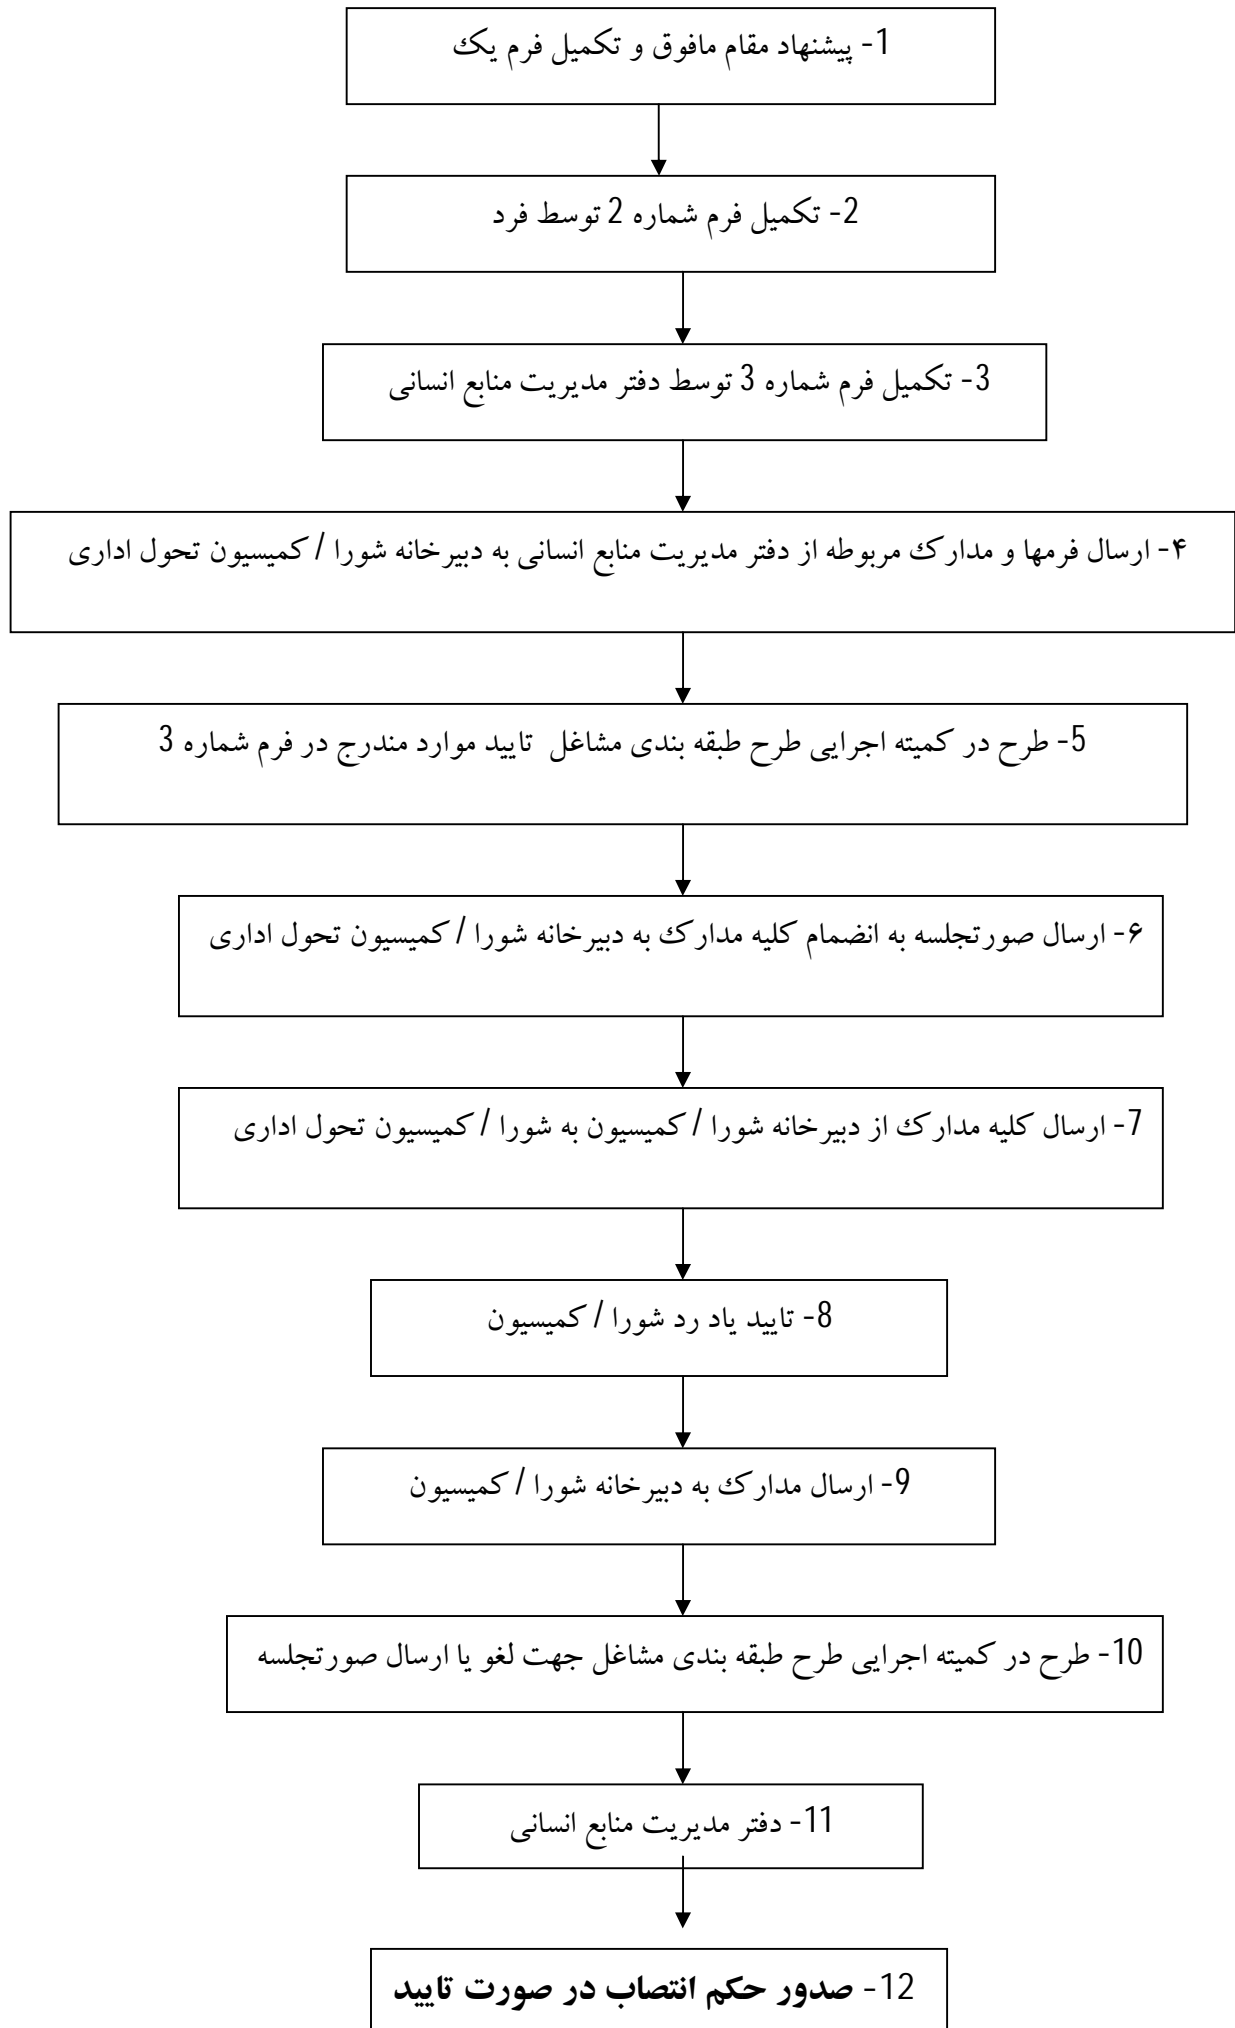 1- پیشنهاد مقام مافوق و تکمیل فرم یک
2- تکمیل فرم شماره 2 توسط فرد
3- تکمیل فرم شماره 3 توسط دفتر مدیریت منابع انسانی
۴- ارسال فرمها و مدارک مربوطه از دفتر مدیریت منابع انسانی به دبیرخانه شورا / کمیسیون تحول اداری
5- طرح در کمیته اجرایی طرح طبقه بندی مشاغل  تایید موارد مندرج در فرم شماره 3
۶- ارسال صورتجلسه به انضمام کلیه مدارک به دبیرخانه شورا / کمیسیون تحول اداری
7- ارسال کلیه مدارک از دبیرخانه شورا / کمیسیون به شورا / کمیسیون تحول اداری
8- تایید یاد رد شورا / کمیسیون
9- ارسال مدارک به دبیرخانه شورا / کمیسیون
10- طرح در کمیته اجرایی طرح طبقه بندی مشاغل جهت لغو یا ارسال صورتجلسه
11- دفتر مدیریت منابع انسانی
12- صدور حکم انتصاب در صورت تایید